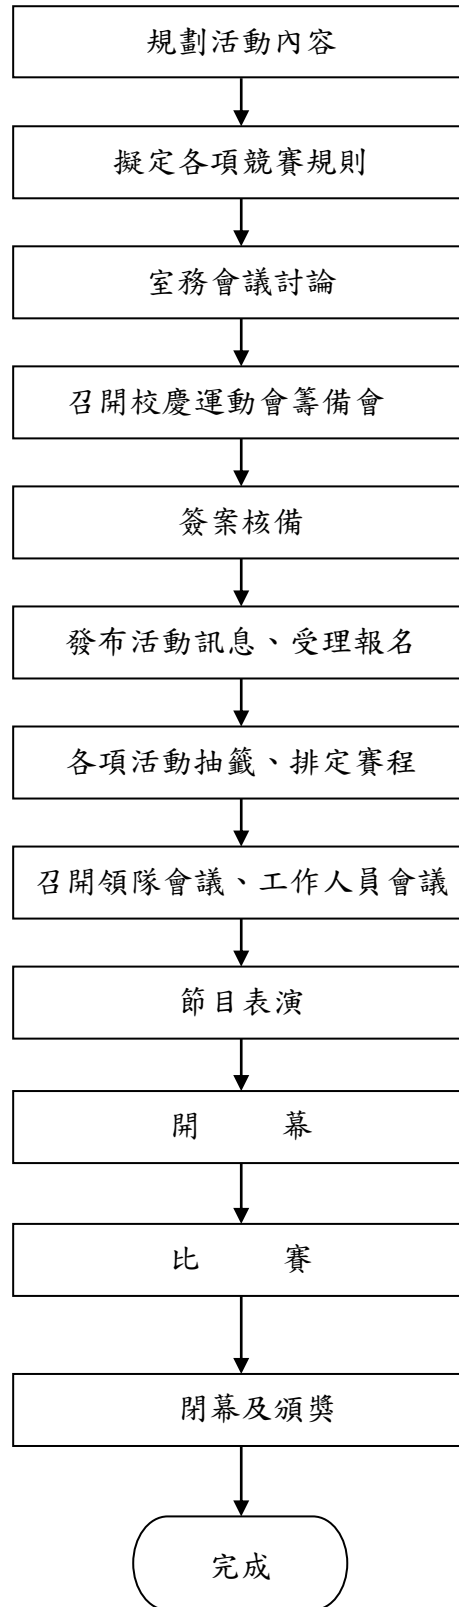 規劃活動內容
擬定各項競賽規則
室務會議討論
召開校慶運動會籌備會
簽案核備
發布活動訊息、受理報名
各項活動抽籤、排定賽程
召開領隊會議、工作人員會議
節目表演
開 幕
比 賽
閉幕及頒獎
完成